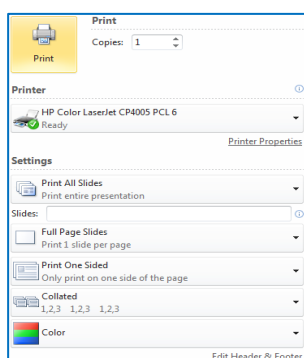 Print
Copies: 1
Print
Printer
HP Color LaserJet CP4005 PCL 6
Ready
Printer Properties
Settings
Print All Slides
Print entire presentation
Slides:
Full Page Slides
Print 1 slide per page
Print One Sided
Only print on one side of the page
Collated
1,2,3 1,2,3 1,2,3
Color
Edit Header & Footer